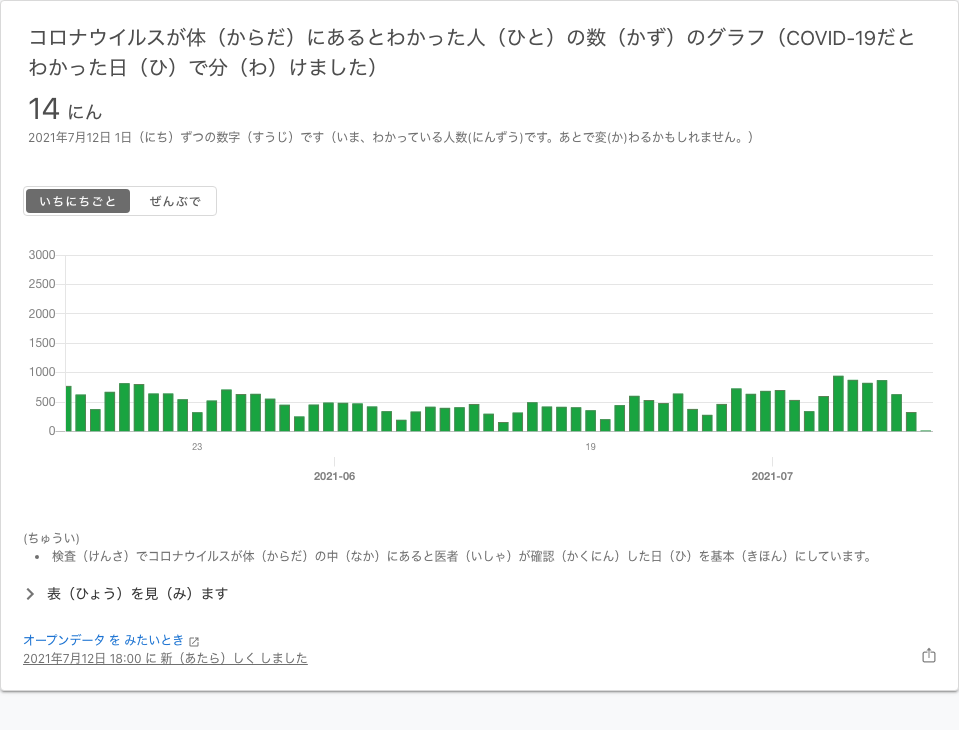 コロナウイルスが体（からだ）にあるとわかった人（ひと）の数（かず）のグラフ（COVID-19だと
わかった日（ひ）で分（わ）けました）
14 にん
2021年7月12日 1日（にち）ずつの数字（すうじ）です（いま、わかっている人数(にんずう)です。あとで変(か)わるかもしれません。）
いちにちごと ぜんぶで
3000
2500
2000
1500
1000
500
0
23 19
2021-06 2021-07
(ちゅうい)
• 検査（けんさ）でコロナウイルスが体（からだ）の中（なか）にあると医者（いしゃ）が確認（かくにん）した日（ひ）を基本（きほん）にしています。
表（ひょう）を見（み）ます
オープンデータ を みたいとき
2021年7月12日 18:00 に 新（あたら）しく しました